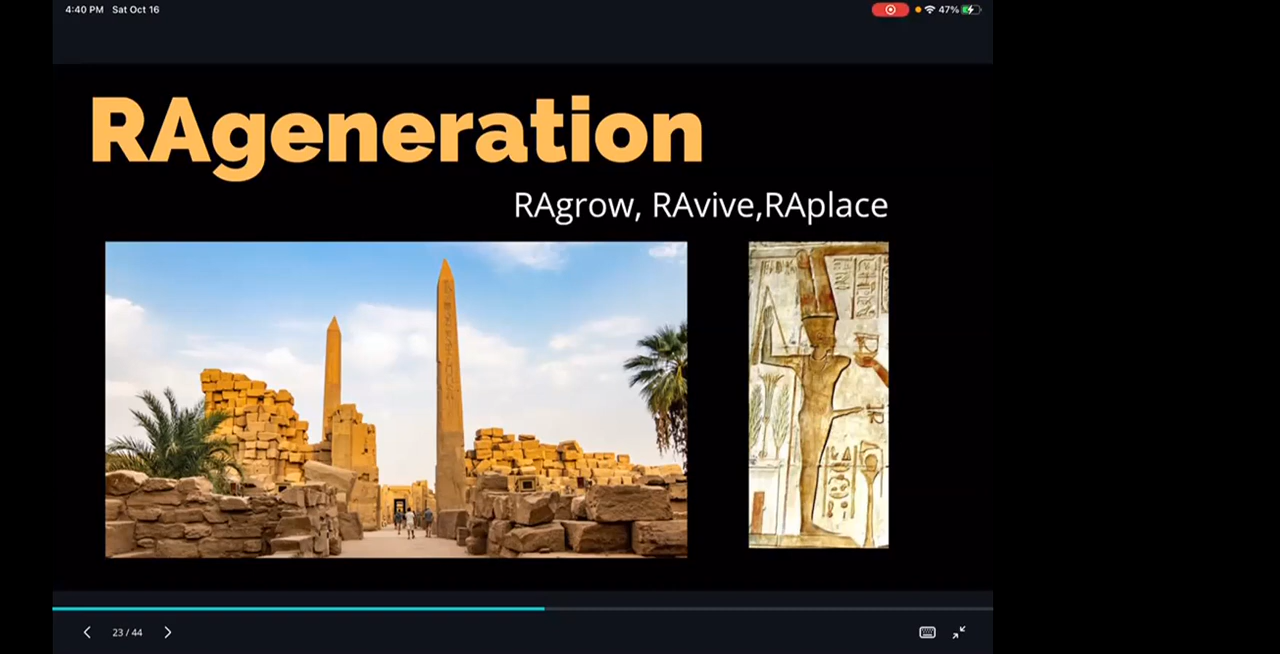 4:40 PM Sat Oct 16
47%
RAgeneration
RAgrow, RAvive,RAplace
23 / 44